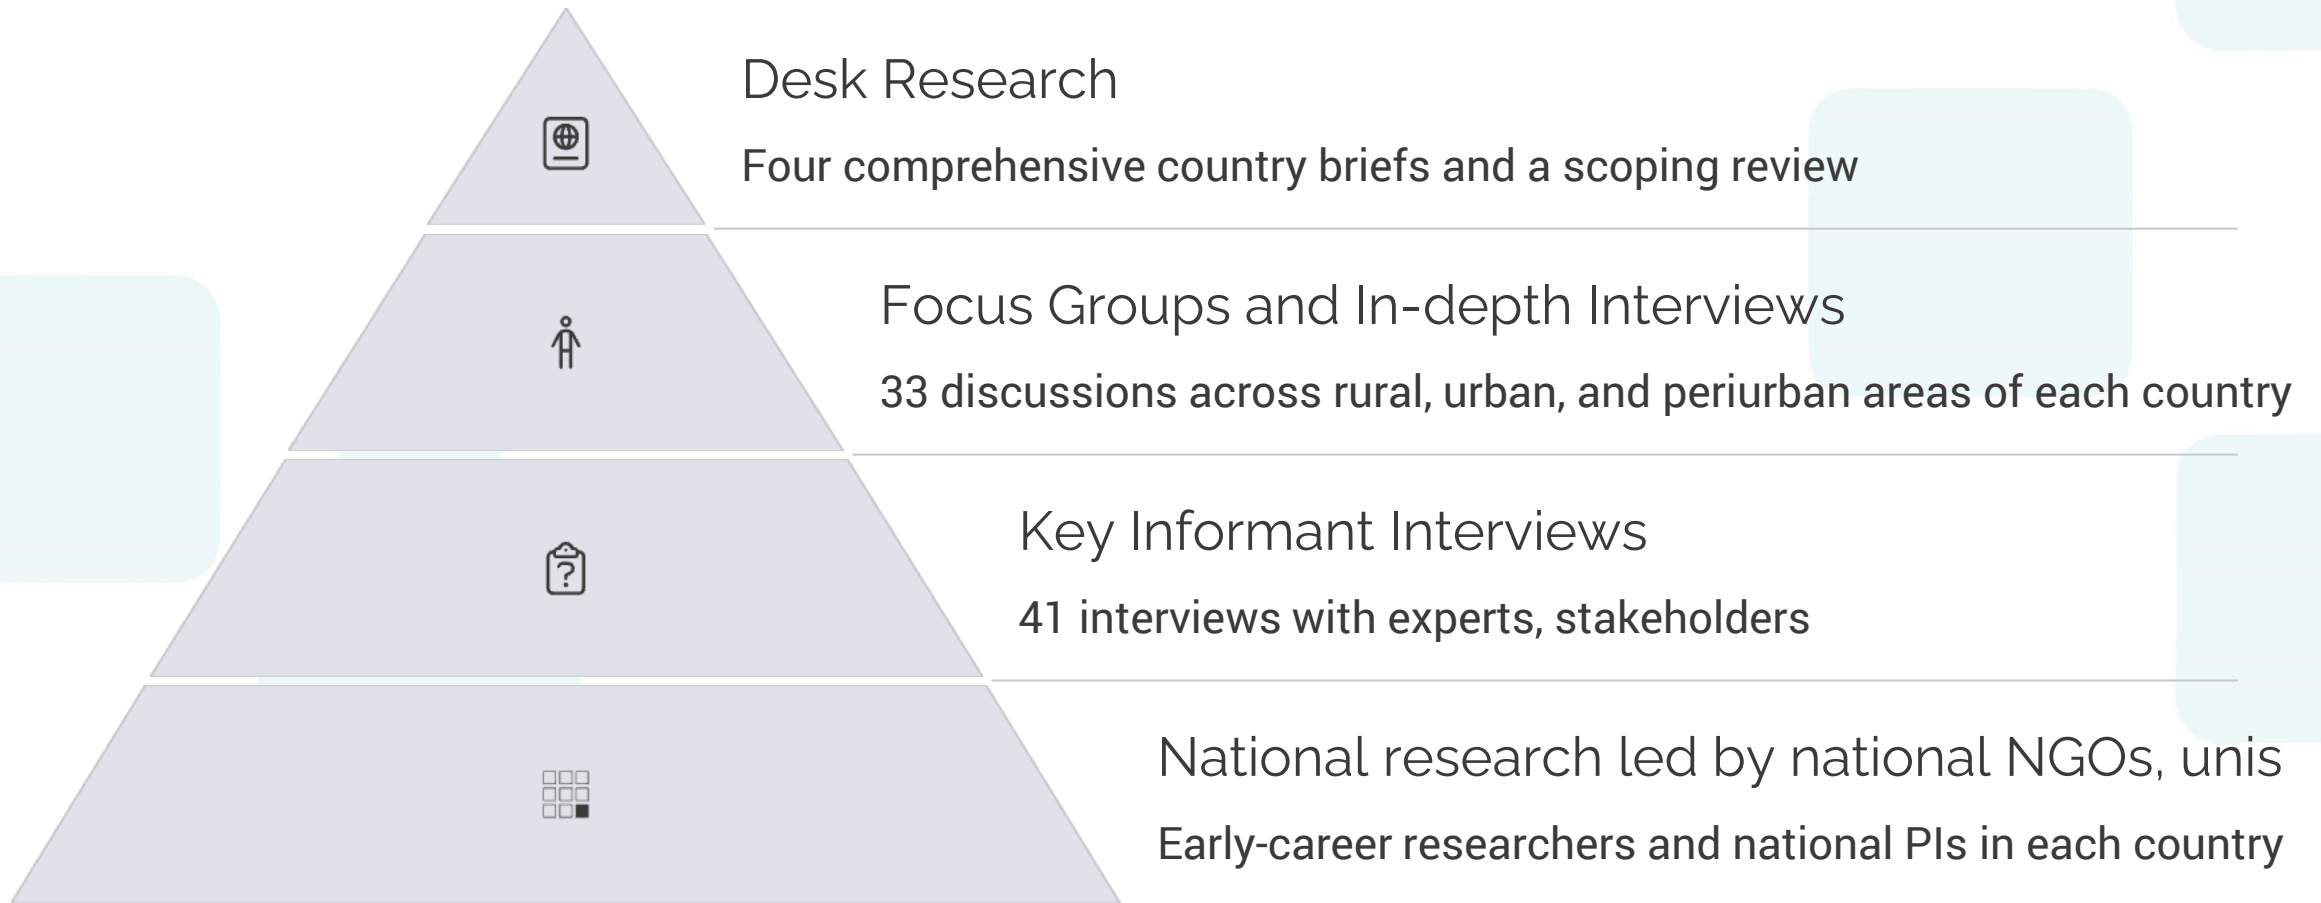 Desk Research
Four comprehensive country briefs and a scoping review
Focus Groups and In-depth Interviews
33 discussions across rural, urban, and periurban areas of each country
?
Key Informant Interviews
41 interviews with experts, stakeholders
National research led by national NGOs, unis
Early-career researchers and national PIs in each country